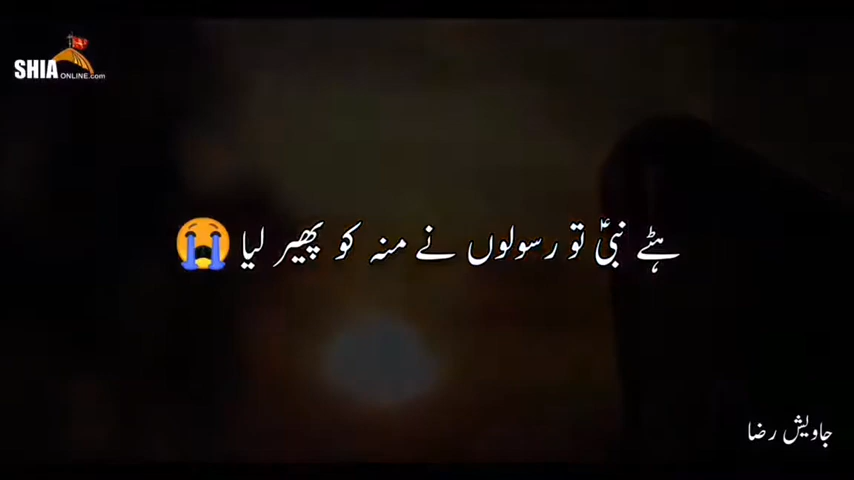 SHIA ONLINE.com
ہٹے نبیؑ تو رسولوں نے منہ کو پھیر لیا 😭
جاویش رضا